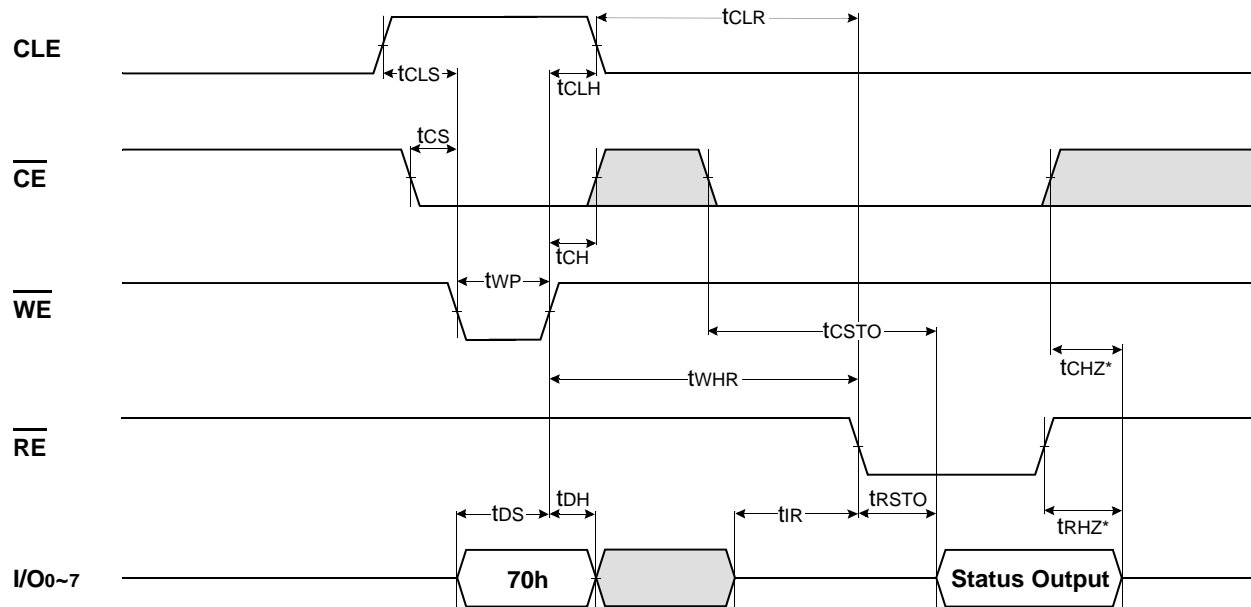 tCLR
CLE
tCLS
tCLH
tCS
CE
tCH
tWP
WE
tCSTO
tCHZ*
tWHR
RE
tDH
tDS
tIR
tRSTO
tRHZ*
I/O0~7
70h
Status Output